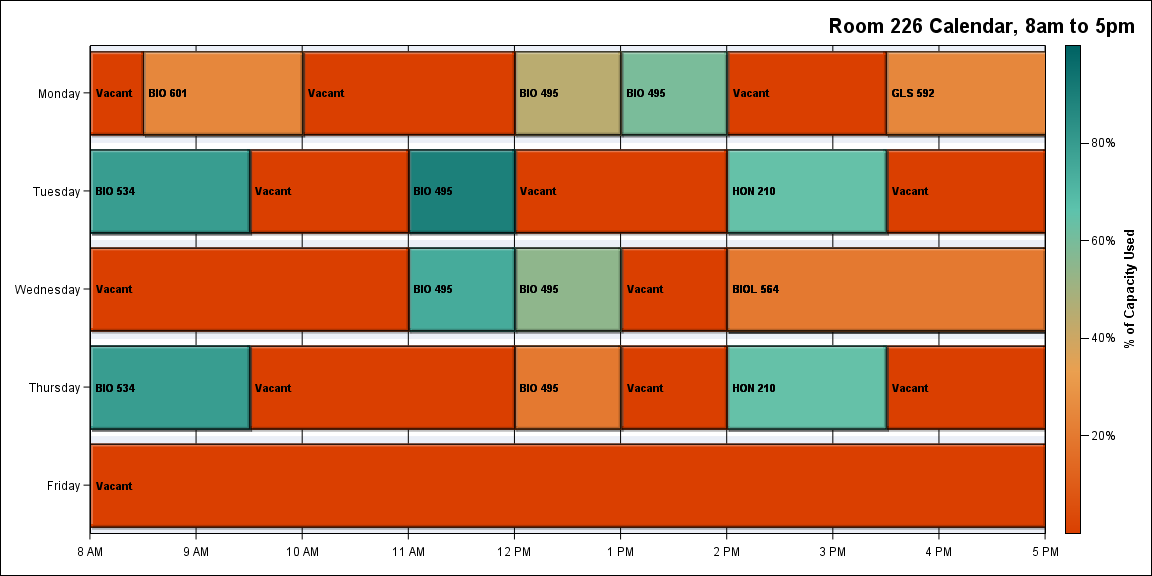 Room 226 Calendar, 8am to 5pm
Monday
Vacant
BIO 601
Vacant
BIO 495
BIO 495
Vacant
GLS 592
Tuesday
BIO 534
Vacant
BIO 495
Vacant
HON 210
Vacant
Wednesday
Vacant
BIO 495
BIO 495
Vacant
BIOL 564
Thursday
BIO 534
Vacant
BIO 495
Vacant
HON 210
Vacant
Friday
Vacant
8 AM
9 AM
10 AM
11 AM
12 PM
1 PM
2 PM
3 PM
4 PM
5 PM
80%
60%
40%
20%
% of Capacity Used